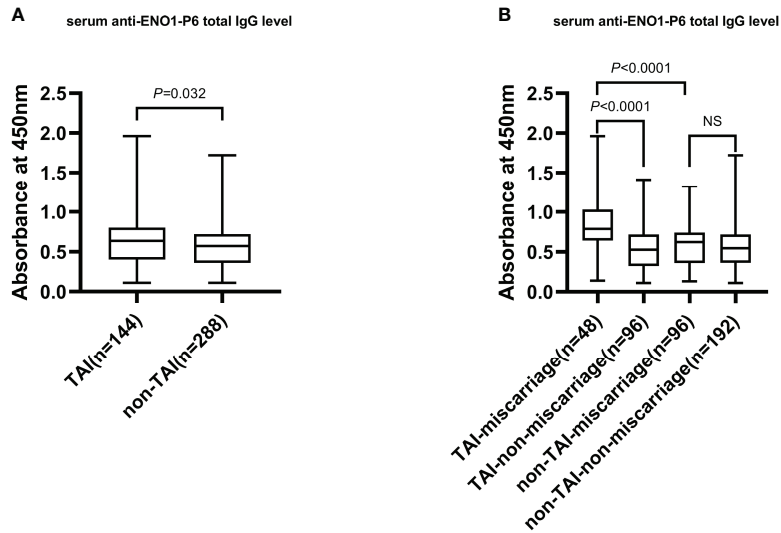 A
serum anti-ENO1-P6 total IgG level
Absorbance at 450nm
2.5
2.0
1.5
1.0
0.5
0.0
P=0.032
TAI(n=144)
non-TAI(n=288)
B
serum anti-ENO1-P6 total IgG level
Absorbance at 450nm
2.5
2.0
1.5
1.0
0.5
0.0
P<0.0001
P<0.0001
NS
TAI-miscarriage(n=48)
TAI-non-miscarriage(n=96)
non-TAI-miscarriage(n=96)
non-TAI-non-miscarriage(n=192)